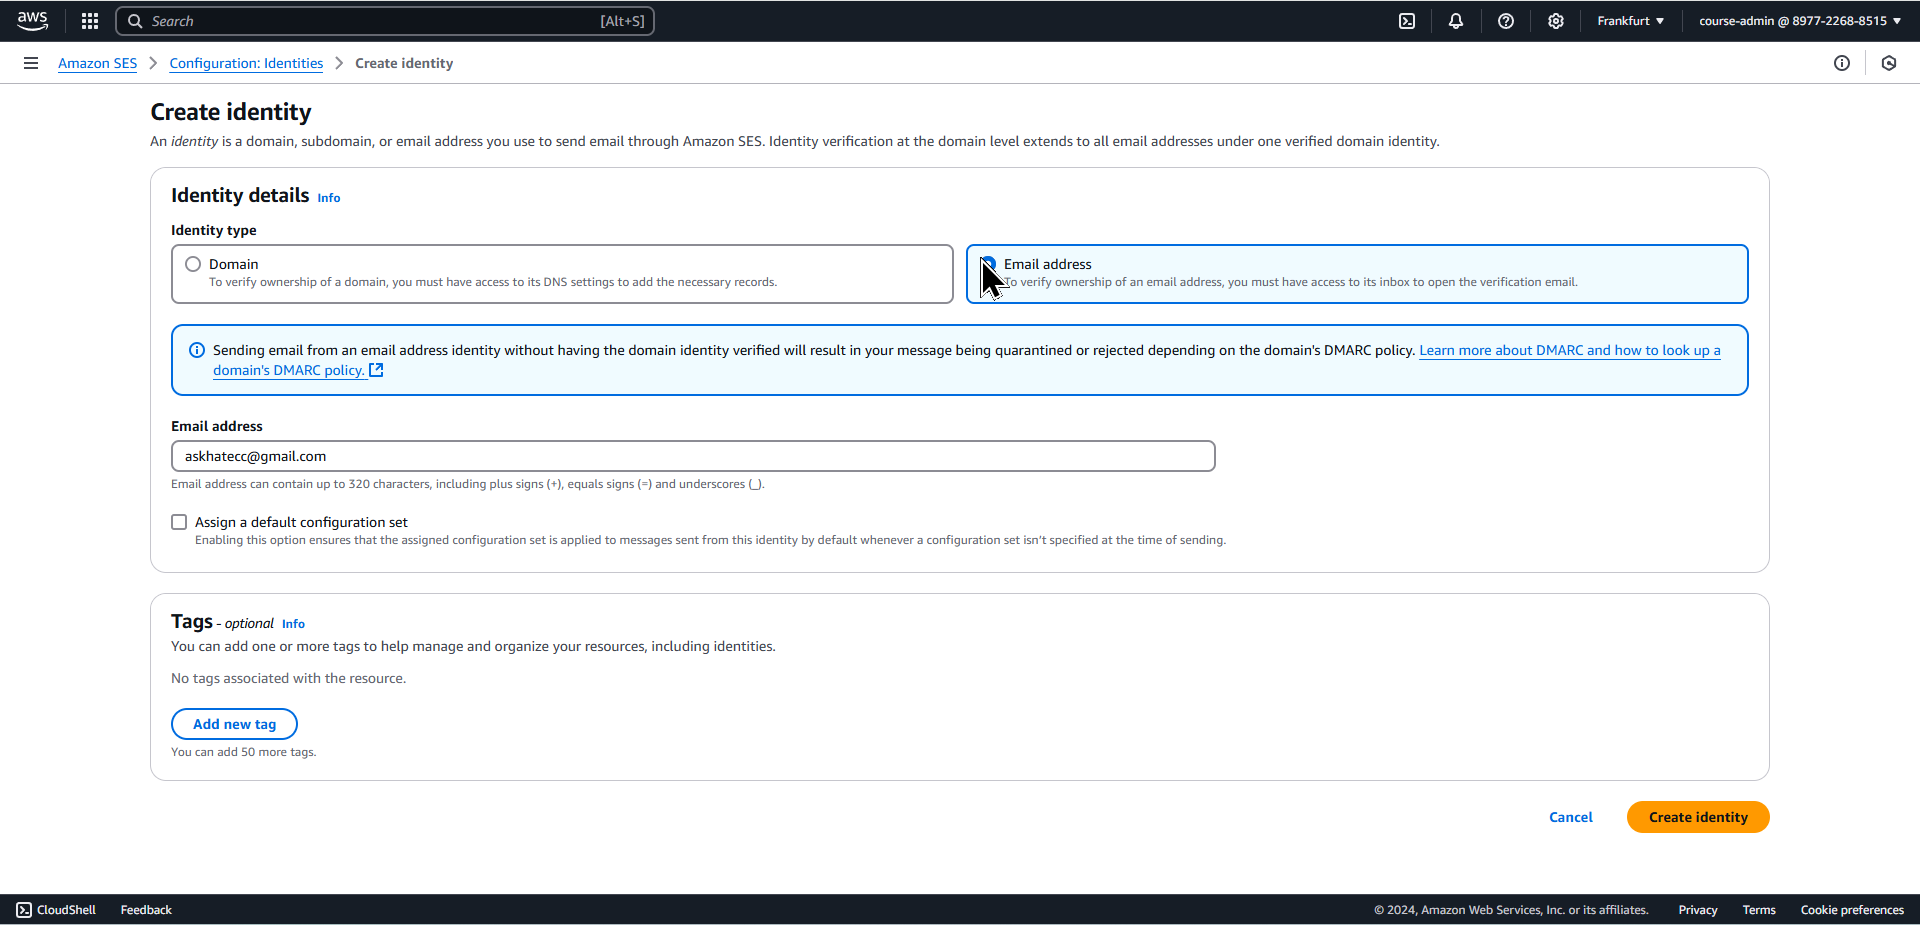 aws
Search [Alt+S]
Frankfurt
course-admin @ 8977-2268-8515
Amazon SES
Configuration: Identities
Create identity
Create identity
An identity is a domain, subdomain, or email address you use to send email through Amazon SES. Identity verification at the domain level extends to all email addresses under one verified domain identity.
Identity details Info
Identity type
Domain
To verify ownership of a domain, you must have access to its DNS settings to add the necessary records.
Email address
To verify ownership of an email address, you must have access to its inbox to open the verification email.
Sending email from an email address identity without having the domain identity verified will result in your message being quarantined or rejected depending on the domain's DMARC policy. Learn more about DMARC and how to look up a
domain's DMARC policy.
Email address
askhatecc@gmail.com
Email address can contain up to 320 characters, including plus signs (+), equals signs (=) and underscores (_).
Assign a default configuration set
Enabling this option ensures that the assigned configuration set is applied to messages sent from this identity by default whenever a configuration set isn't specified at the time of sending.
Tags - optional Info
You can add one or more tags to help manage and organize your resources, including identities.
No tags associated with the resource.
Add new tag
You can add 50 more tags.
Cancel
Create identity
CloudShell
Feedback
© 2024, Amazon Web Services, Inc. or its affiliates.
Privacy
Terms
Cookie preferences